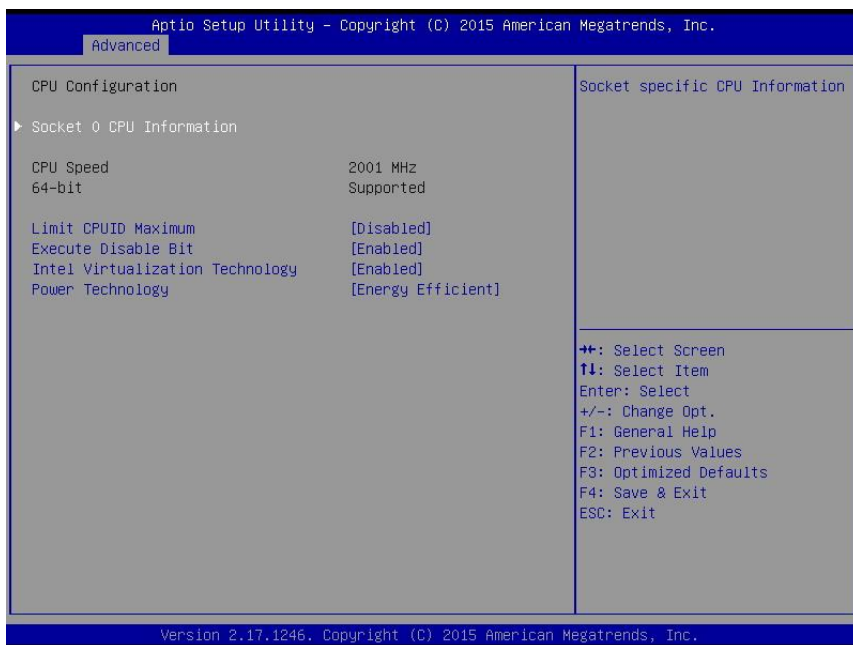 Aptio Setup Utility – Copyright (C) 2015 American Megatrends, Inc.
Advanced
CPU Configuration
Socket 0 CPU Information
CPU Speed 2001 MHz
64-bit Supported
Limit CPUID Maximum [Disabled]
Execute Disable Bit [Enabled]
Intel Virtualization Technology [Enabled]
Power Technology [Energy Efficient]
Socket specific CPU Information
→←: Select Screen
↑↓: Select Item
Enter: Select
+/-: Change Opt.
F1: General Help
F2: Previous Values
F3: Optimized Defaults
F4: Save & Exit
ESC: Exit
Version 2.17.1246. Copyright (C) 2015 American Megatrends, Inc.